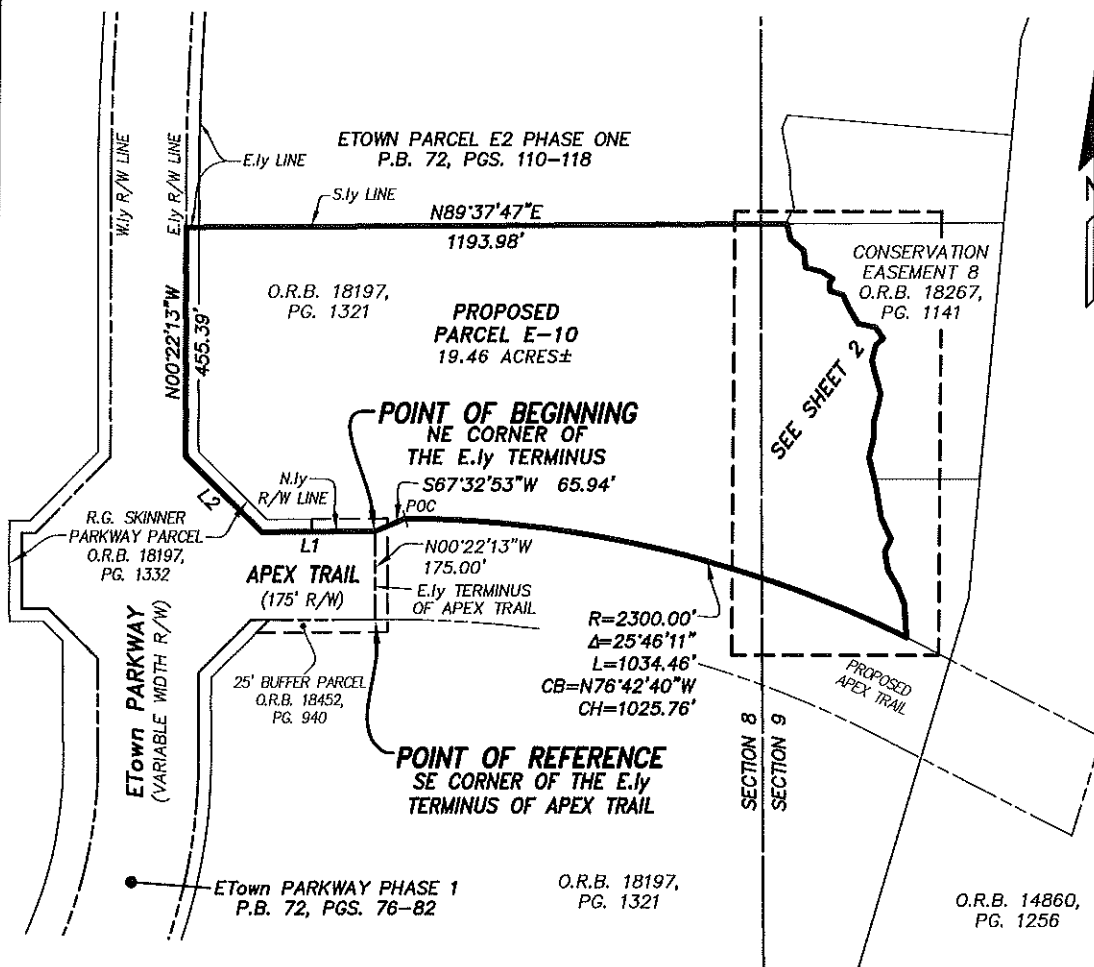 ETOWN PARCEL E2 PHASE ONE
P.B. 72, PGS. 110-118
W.ly R/W LINE
E.ly R/W LINE
E.ly LINE
S.ly LINE
N89°37'47"E
1193.98'
CONSERVATION
EASEMENT 8
O.R.B. 18267,
PG. 1141
O.R.B. 18197,
PG. 1321
PROPOSED
PARCEL E-10
19.46 ACRES±
N00°22'13"W
455.39'
SEE SHEET 2
POINT OF BEGINNING
NE CORNER OF
THE E.ly TERMINUS
S67°32'53"W 65.94'
POC
N.ly
R/W LINE
L2
L1
R.G. SKINNER
PARKWAY PARCEL
O.R.B. 18197,
PG. 1332
N00°22'13"W
175.00'
APEX TRAIL
(175' R/W)
E.ly TERMINUS
OF APEX TRAIL
R=2300.00'
Δ=25°46'11"
L=1034.46'
CB=N76°42'40"W
CH=1025.76'
25' BUFFER PARCEL
O.R.B. 18452,
PG. 940
PROPOSED
APEX TRAIL
ETown PARKWAY
(VARIABLE WIDTH R/W)
SECTION 8
SECTION 9
POINT OF REFERENCE
SE CORNER OF THE E.ly
TERMINUS OF APEX TRAIL
ETown PARKWAY PHASE 1
P.B. 72, PGS. 76-82
O.R.B. 18197,
PG. 1321
O.R.B. 14860,
PG. 1256